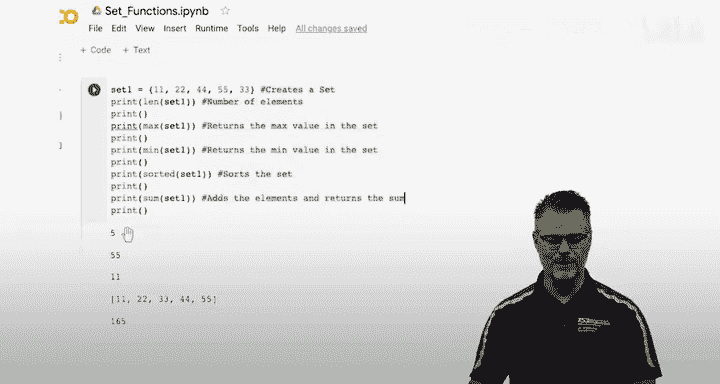 Set_Functions.ipynb
File Edit View Insert Runtime Tools Help All changes saved
+ Code + Text
set1 = {11, 22, 44, 55, 33} #Creates a Set
print(len(set1)) #Number of elements
print()
print(max(set1)) #Returns the max value in the set
print()
print(min(set1)) #Returns the min value in the set
print()
print(sorted(set1)) #Sorts the set
print()
print(sum(set1)) #Adds the elements and returns the sum
print()
5
55
11
[11, 22, 33, 44, 55]
165